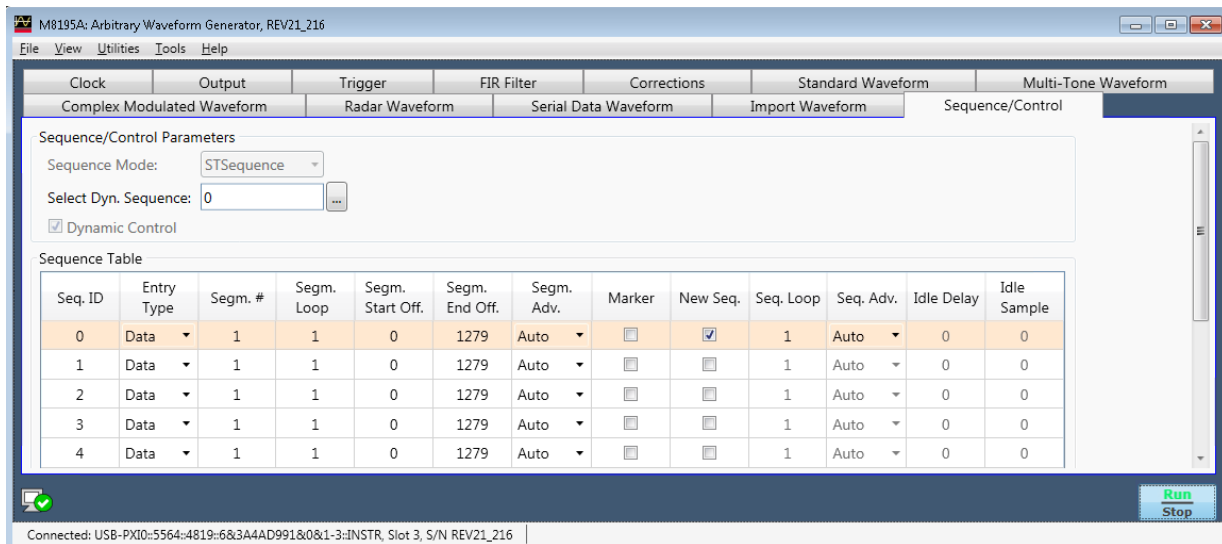 M8195A: Arbitrary Waveform Generator, REV21_216
File View Utilities Tools Help
Clock Output Trigger FIR Filter Corrections Standard Waveform Multi-Tone Waveform
Complex Modulated Waveform Radar Waveform Serial Data Waveform Import Waveform Sequence/Control
Sequence/Control Parameters
Sequence Mode: STSequence
Select Dyn. Sequence: 0 ...
Dynamic Control
Sequence Table
Seq. ID Entry Type Segm. # Segm. Loop Segm. Start Off. Segm. End Off. Segm. Adv. Marker New Seq. Seq. Loop Seq. Adv. Idle Delay Idle Sample
0 Data 1 1 0 1279 Auto 1 Auto 0 0
1 Data 1 1 0 1279 Auto 1 Auto 0 0
2 Data 1 1 0 1279 Auto 1 Auto 0 0
3 Data 1 1 0 1279 Auto 1 Auto 0 0
4 Data 1 1 0 1279 Auto 1 Auto 0 0
Run
Stop
Connected: USB-PXI0::5564::4819::6&3A4AD991&0&1-3::INSTR, Slot 3, S/N REV21_216